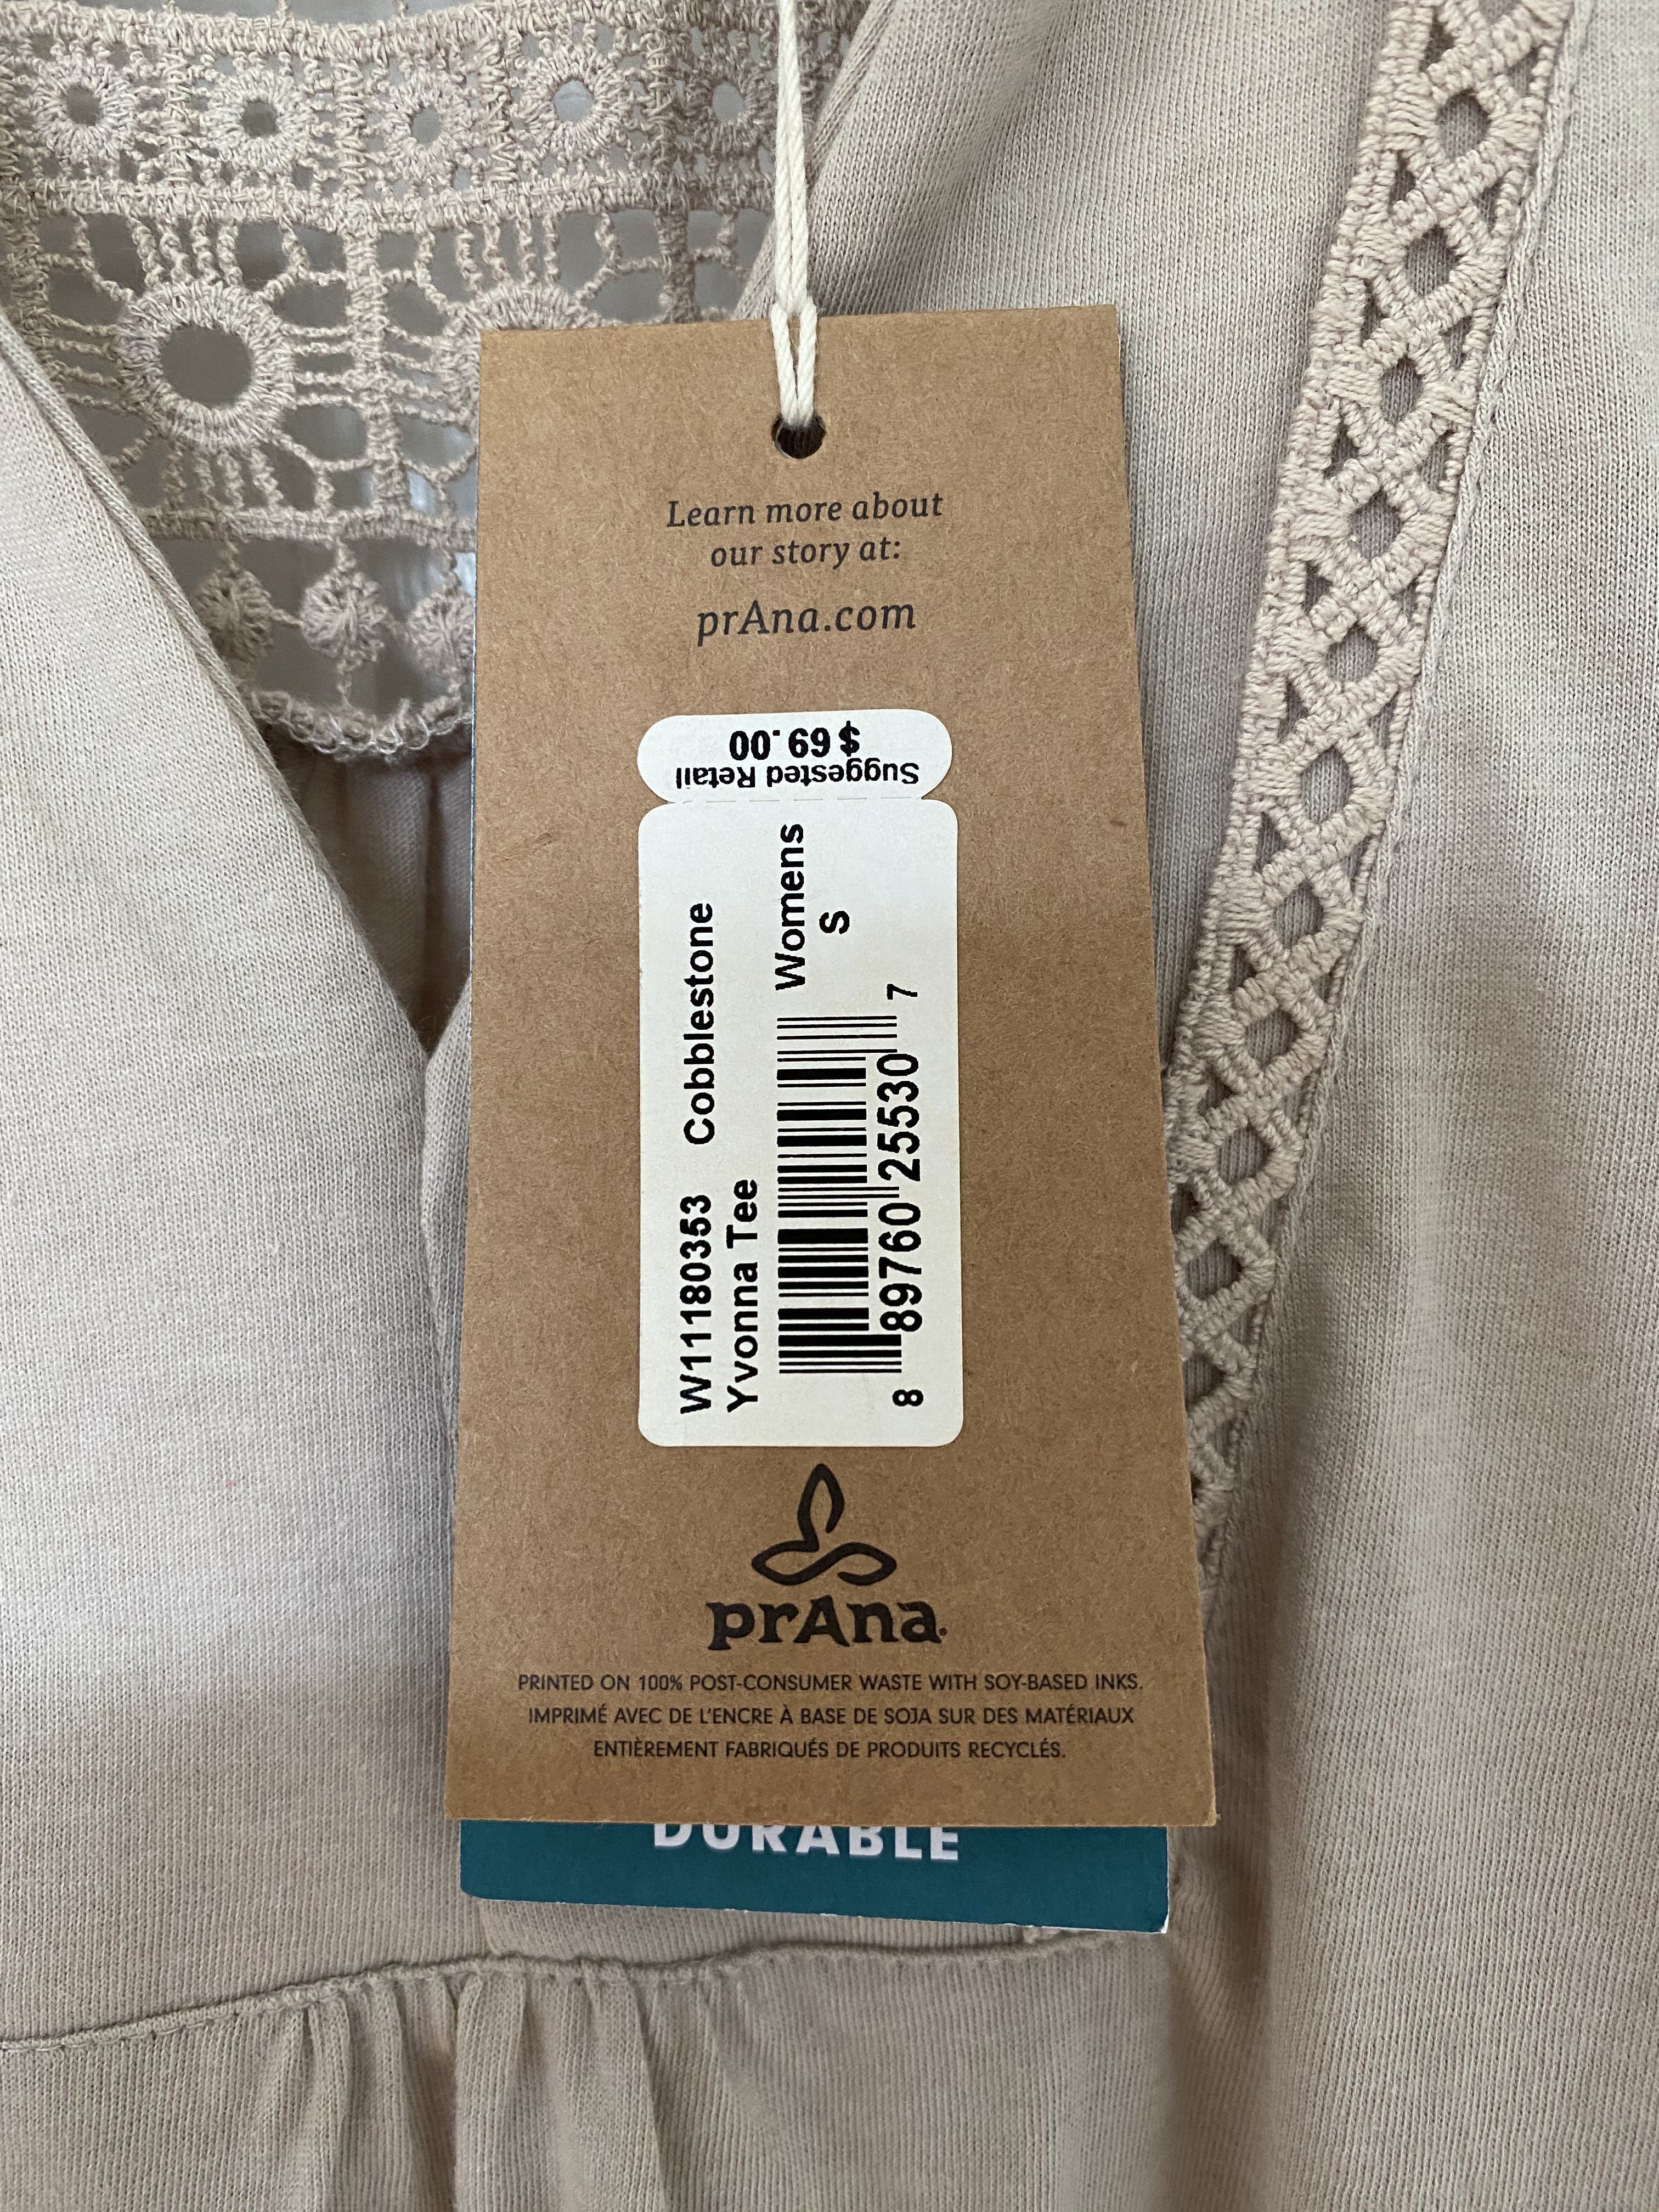 Learn more about
our story at:
prAna.com
Suggested Retail
$ 69.00
W11180353 Cobblestone
Yvonna Tee
Womens
S
8 89760 25530 7
prAna
PRINTED ON 100% POST-CONSUMER WASTE WITH SOY-BASED INKS.
IMPRIMÉ AVEC DE L'ENCRE À BASE DE SOJA SUR DES MATÉRIAUX
ENTIÈREMENT FABRIQUÉS DE PRODUITS RECYCLÉS.
DURABLE